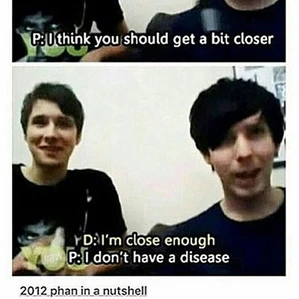 P: I think you should get a bit closer
D: I'm close enough
P: I don't have a disease
2012 phan in a nutshell